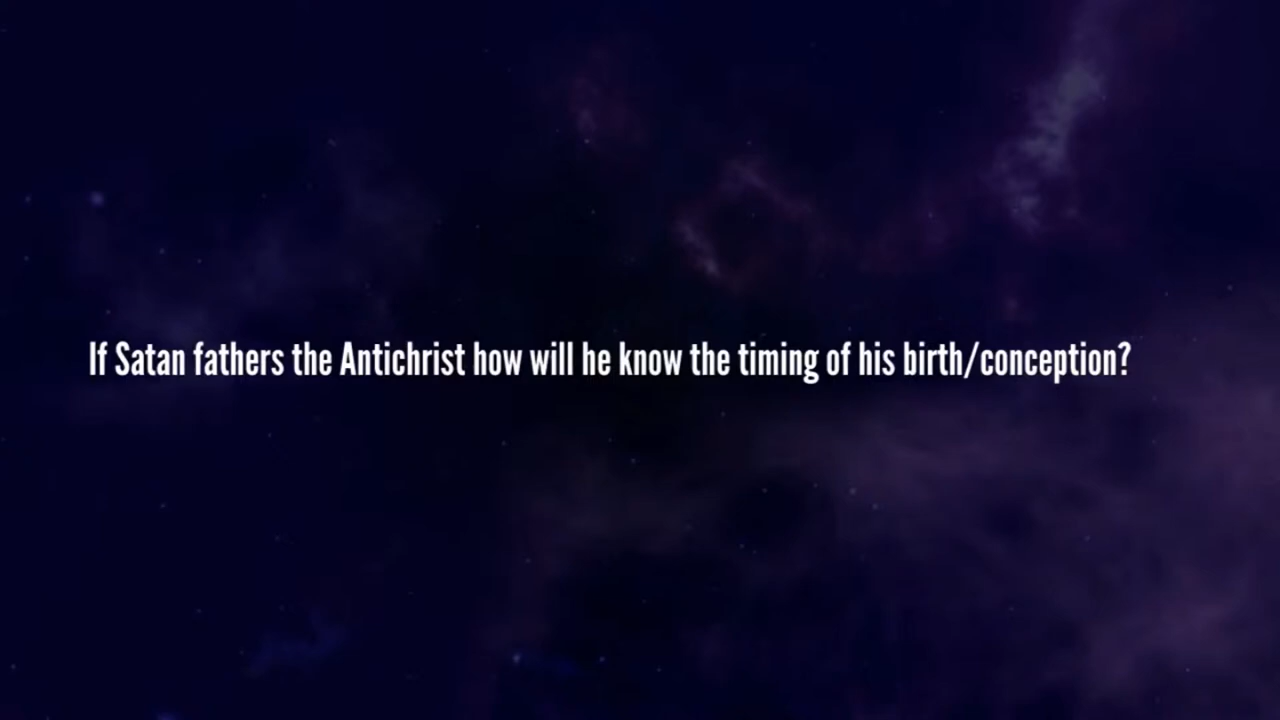 If Satan fathers the Antichrist how will he know the timing of his birth/conception?